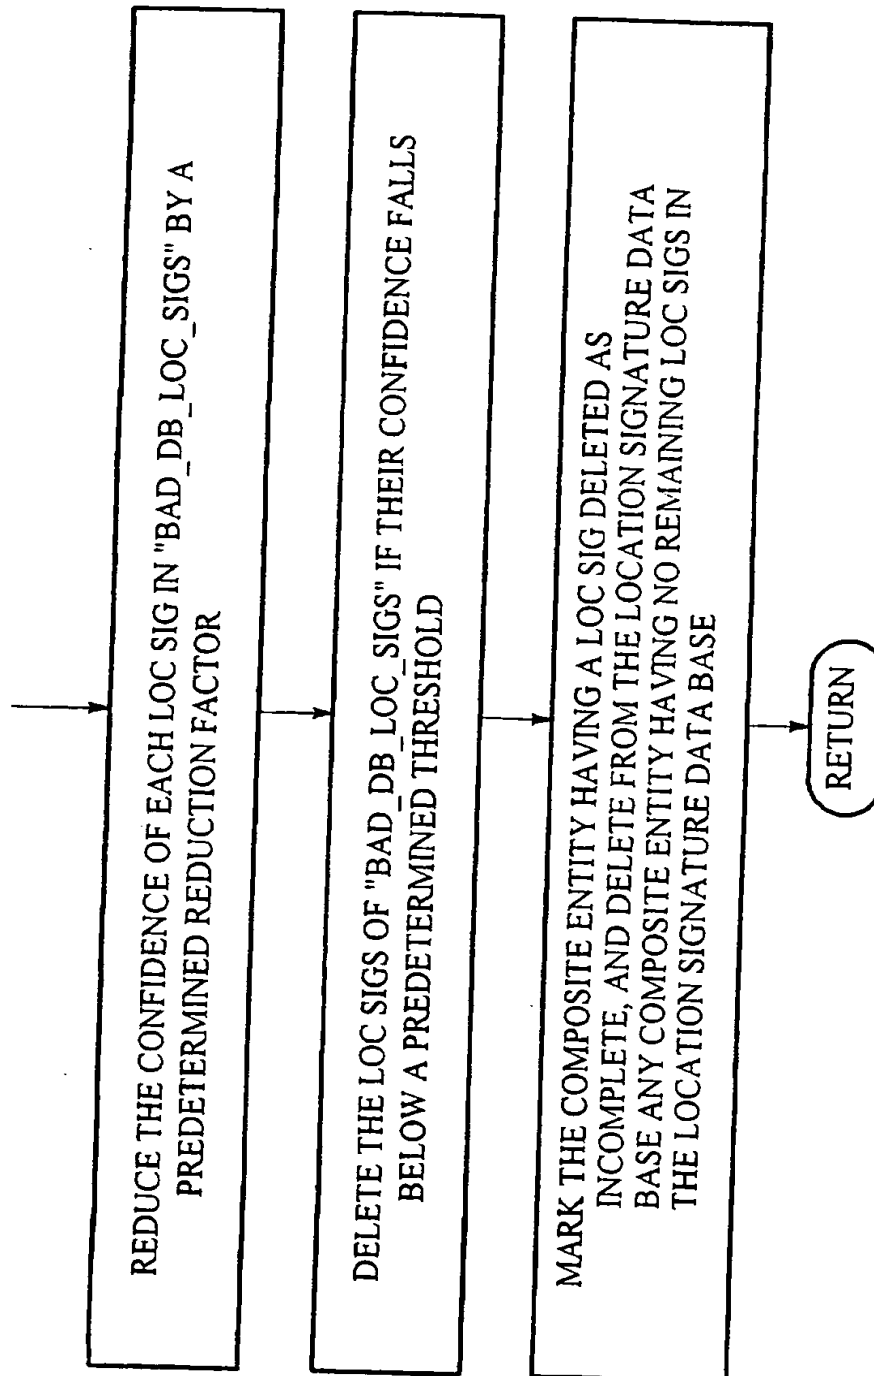 REDUCE THE CONFIDENCE OF EACH LOC SIG IN "BAD_DB_LOC_SIGS" BY A
PREDETERMINED REDUCTION FACTOR
DELETE THE LOC SIGS OF "BAD_DB_LOC_SIGS" IF THEIR CONFIDENCE FALLS
BELOW A PREDETERMINED THRESHOLD
MARK THE COMPOSITE ENTITY HAVING A LOC SIG DELETED AS
INCOMPLETE, AND DELETE FROM THE LOCATION SIGNATURE DATA
BASE ANY COMPOSITE ENTITY HAVING NO REMAINING LOC SIGS IN
THE LOCATION SIGNATURE DATA BASE
RETURN